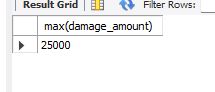 Result Grid Filter Rows:
max(damage_amount)
25000